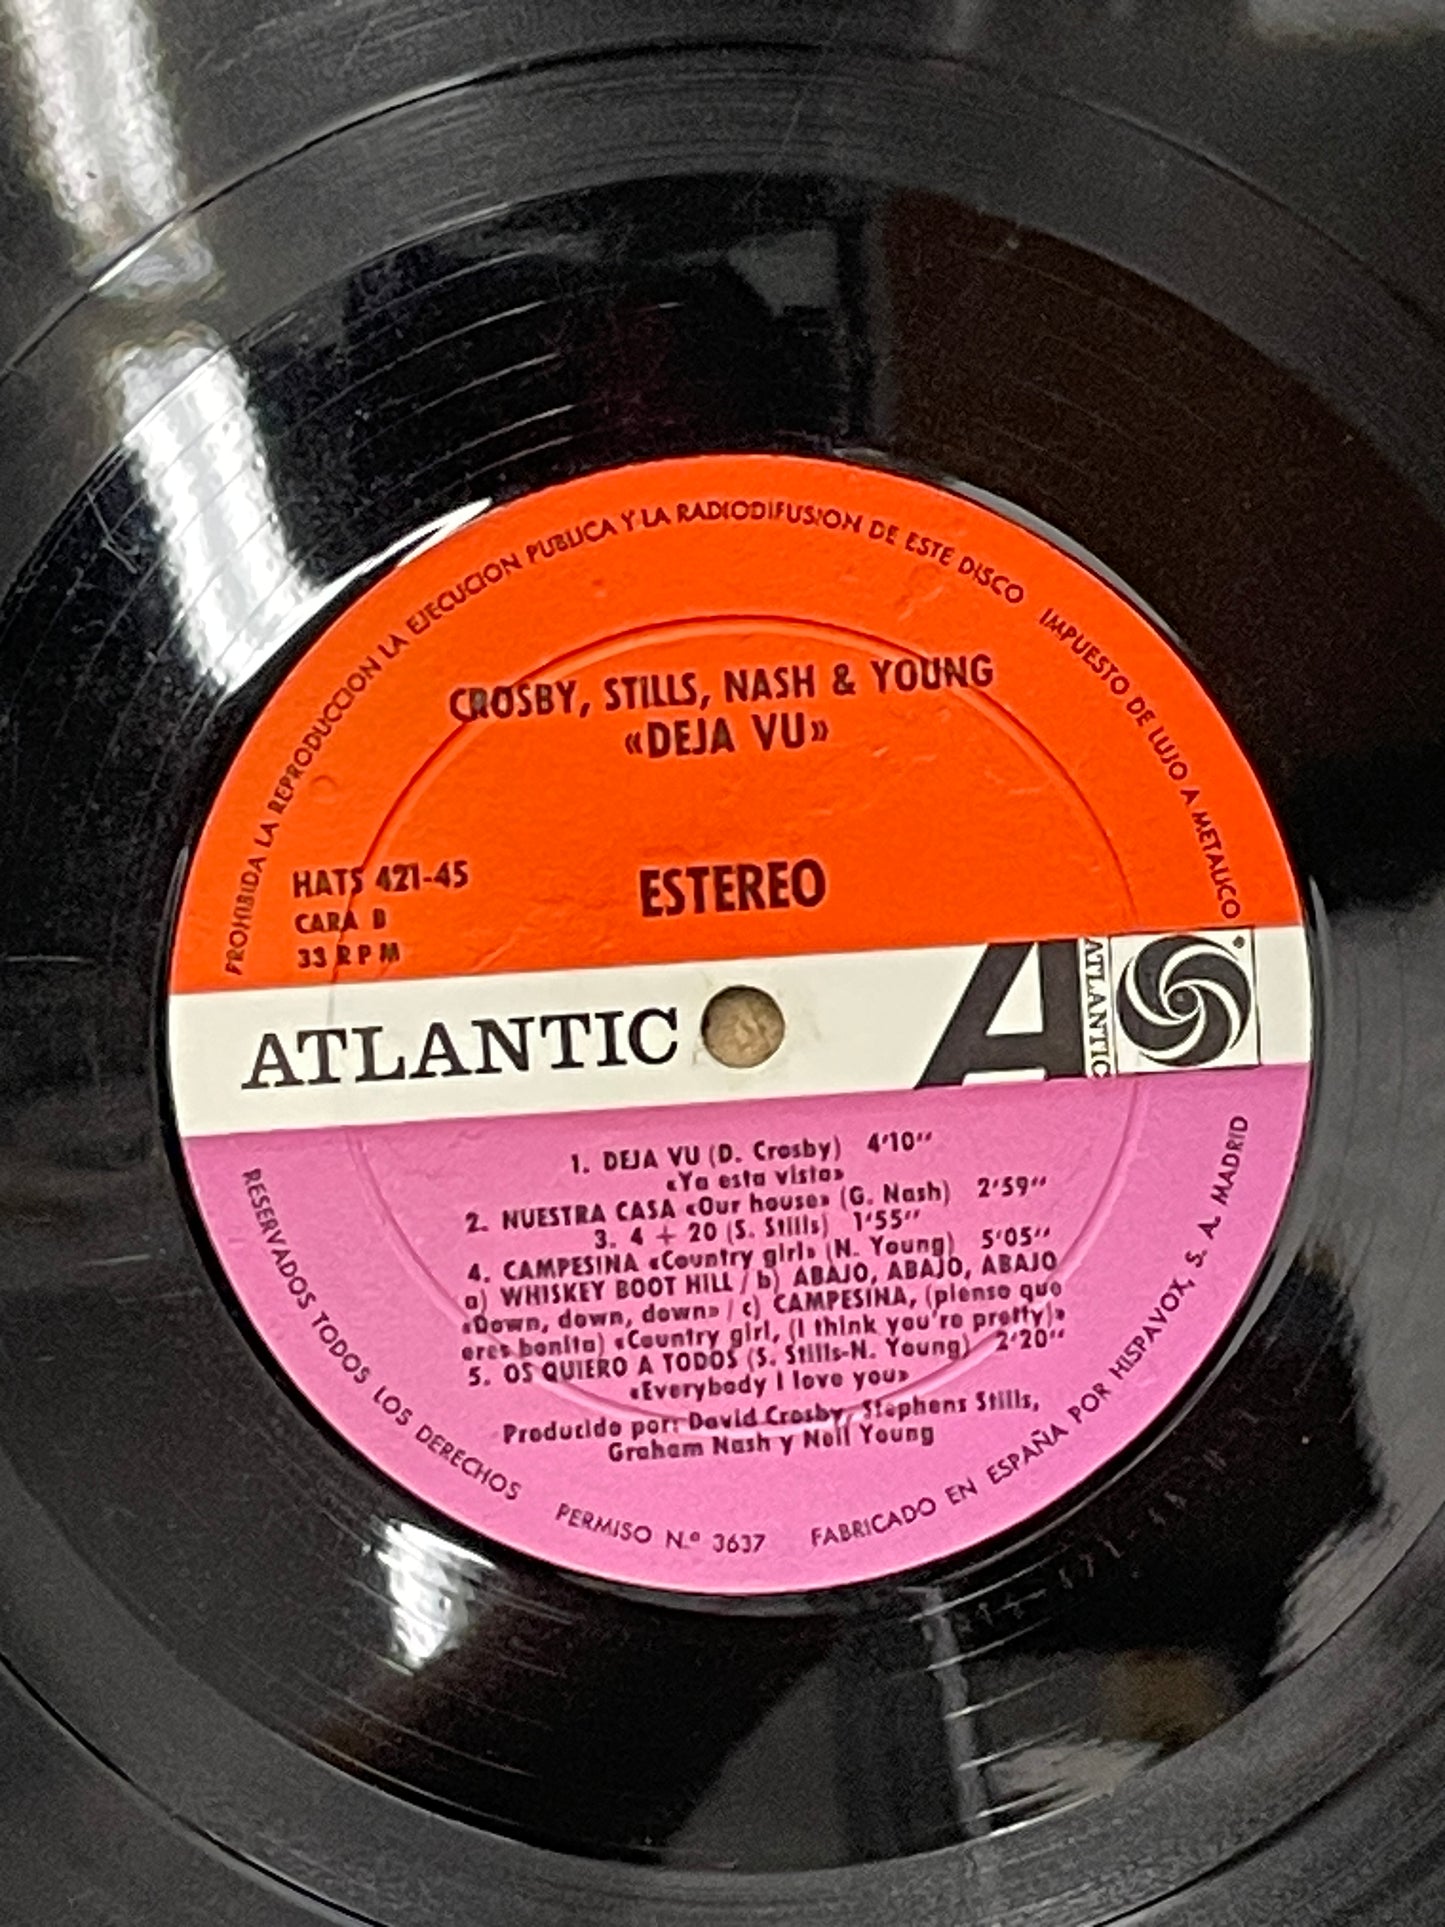 PROHIBIDA LA REPRODUCCION LA EJECUCION PUBLICA Y LA RADIODIFUSION DE ESTE DISCO IMPUESTO DE LUJO A METALICO
CROSBY, STILLS, NASH & YOUNG
«DEJA VU»
HATS 421-45
CARA B
33 RPM
ESTEREO
ATLANTIC
A
ATLANTIC
1. DEJA VU (D. Crosby) 4'10''
«Ya esta visto»
2. NUESTRA CASA «Our house» (G. Nash) 2'59''
3. 4 + 20 (S. Stills) 1'55''
4. CAMPESINA «Country girl» (N. Young) 5'05''
a) WHISKEY BOOT HILL / b) ABAJO, ABAJO, ABAJO
«Down, down, down» / c) CAMPESINA, (pienso que
eres bonita) «Country girl, (I think you're pretty)»
5. OS QUIERO A TODOS (S. Stills-N. Young) 2'20''
«Everybody I love you»
Producido por: David Crosby, Stephens Stills,
Graham Nash y Neil Young
RESERVADOS TODOS LOS DERECHOS PERMISO N.º 3637 FABRICADO EN ESPAÑA POR HISPAVOX, S. A. MADRID